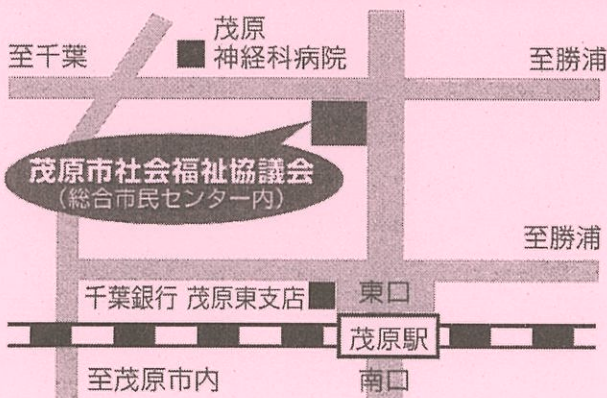 茂原
神経科病院
至千葉
至勝浦
茂原市社会福祉協議会
(総合市民センター内)
至勝浦
千葉銀行 茂原東支店
東口
茂原駅
至茂原市内
南口